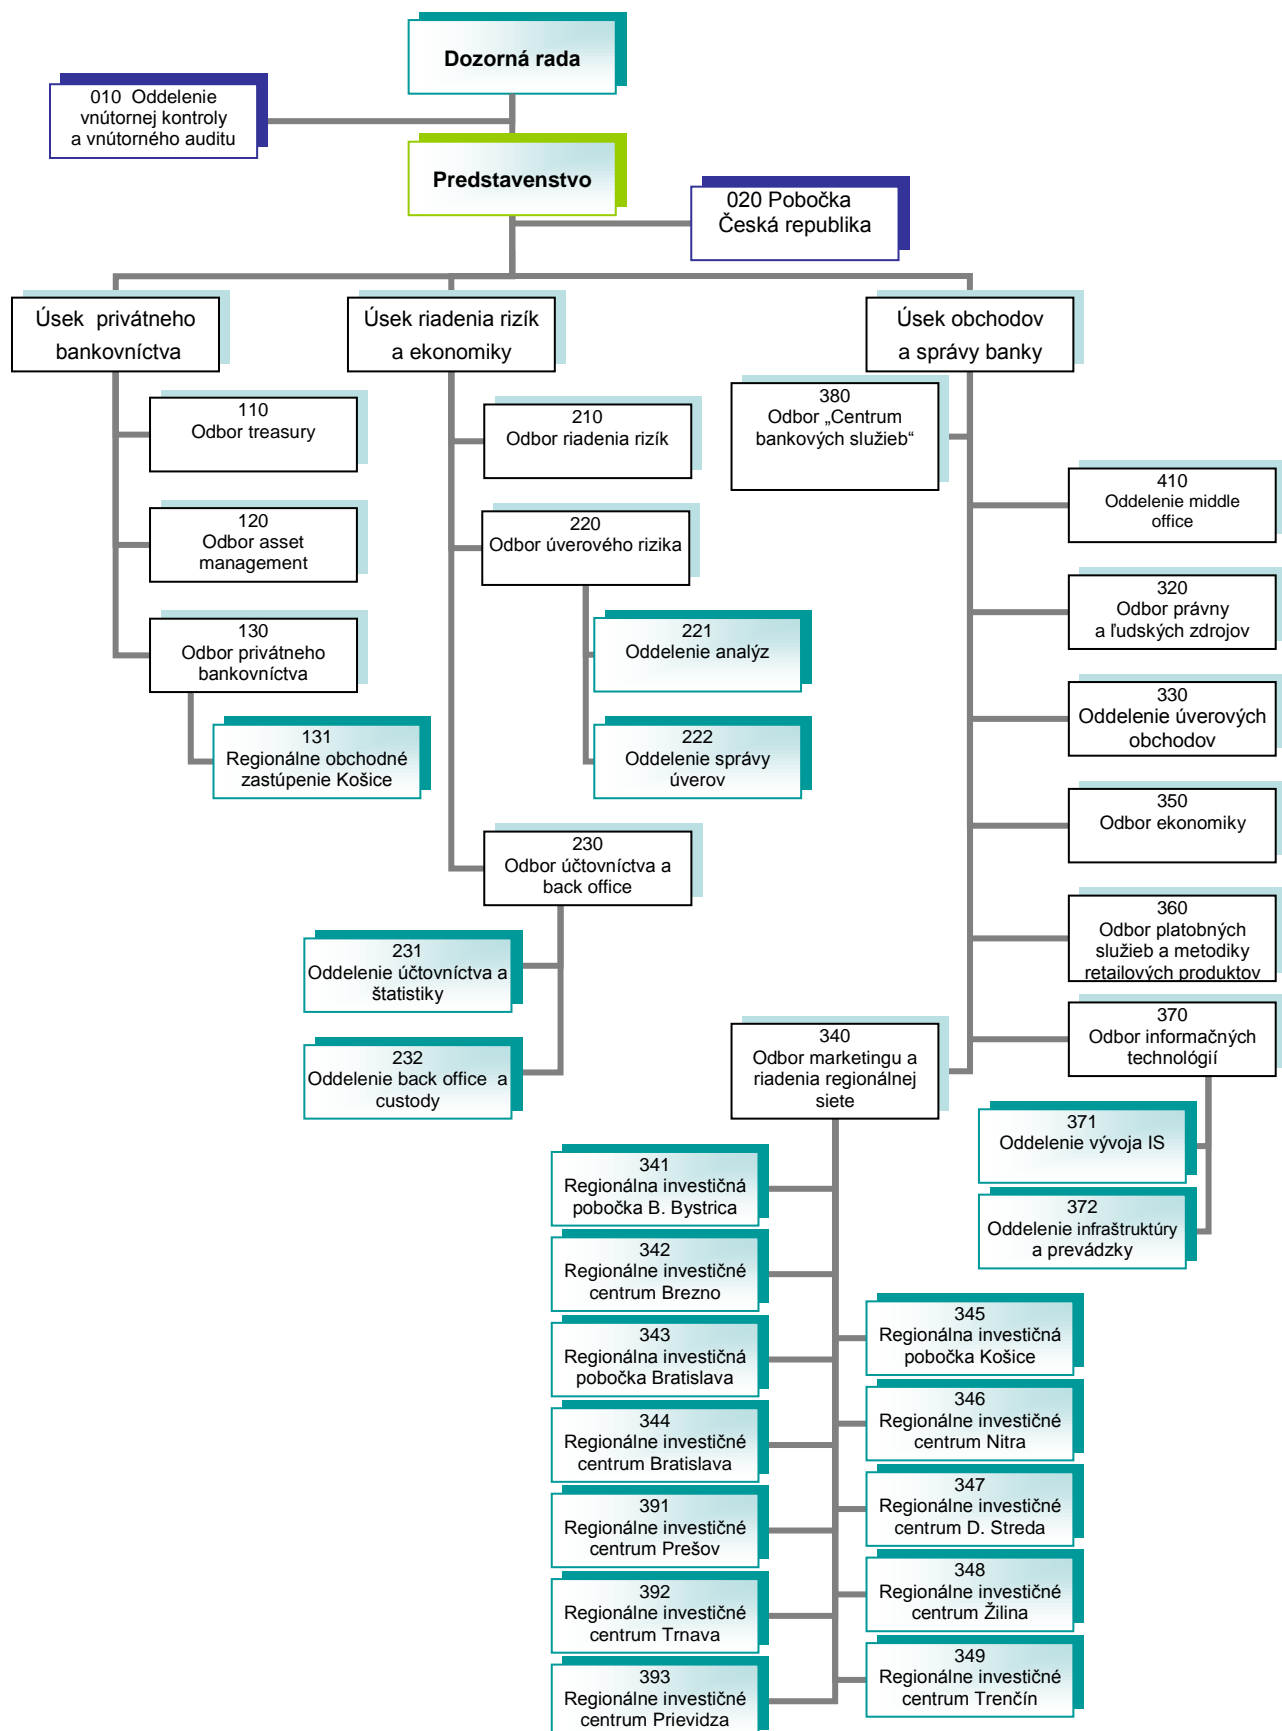 Dozorná rada
010 Oddelenie
vnútornej kontroly
a vnútorného auditu
Predstavenstvo
020 Pobočka
Česká republika
Úsek privátneho
bankovníctva
Úsek riadenia rizík
a ekonomiky
Úsek obchodov
a správy banky
110
Odbor treasury
120
Odbor asset
management
130
Odbor privátneho
bankovníctva
131
Regionálne obchodné
zastúpenie Košice
210
Odbor riadenia rizík
220
Odbor úverového rizika
221
Oddelenie analýz
222
Oddelenie správy
úverov
230
Odbor účtovníctva a
back office
231
Oddelenie účtovníctva a
štatistiky
232
Oddelenie back office a
custody
380
Odbor „Centrum
bankových služieb“
410
Oddelenie middle
office
320
Odbor právny
a ľudských zdrojov
330
Oddelenie úverových
obchodov
350
Odbor ekonomiky
360
Odbor platobných
služieb a metodiky
retailových produktov
370
Odbor informačných
technológií
371
Oddelenie vývoja IS
372
Oddelenie infraštruktúry
a prevádzky
340
Odbor marketingu a
riadenia regionálnej
siete
341
Regionálna investičná
pobočka B. Bystrica
342
Regionálne investičné
centrum Brezno
343
Regionálna investičná
pobočka Bratislava
344
Regionálne investičné
centrum Bratislava
391
Regionálne investičné
centrum Prešov
392
Regionálne investičné
centrum Trnava
393
Regionálne investičné
centrum Prievidza
345
Regionálna investičná
pobočka Košice
346
Regionálne investičné
centrum Nitra
347
Regionálne investičné
centrum D. Streda
348
Regionálne investičné
centrum Žilina
349
Regionálne investičné
centrum Trenčín